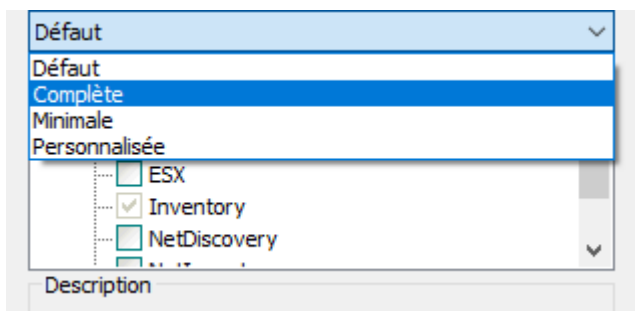 Défaut
Défaut
Complète
Minimale
Personnalisée
ESX
Inventory
NetDiscovery
Description